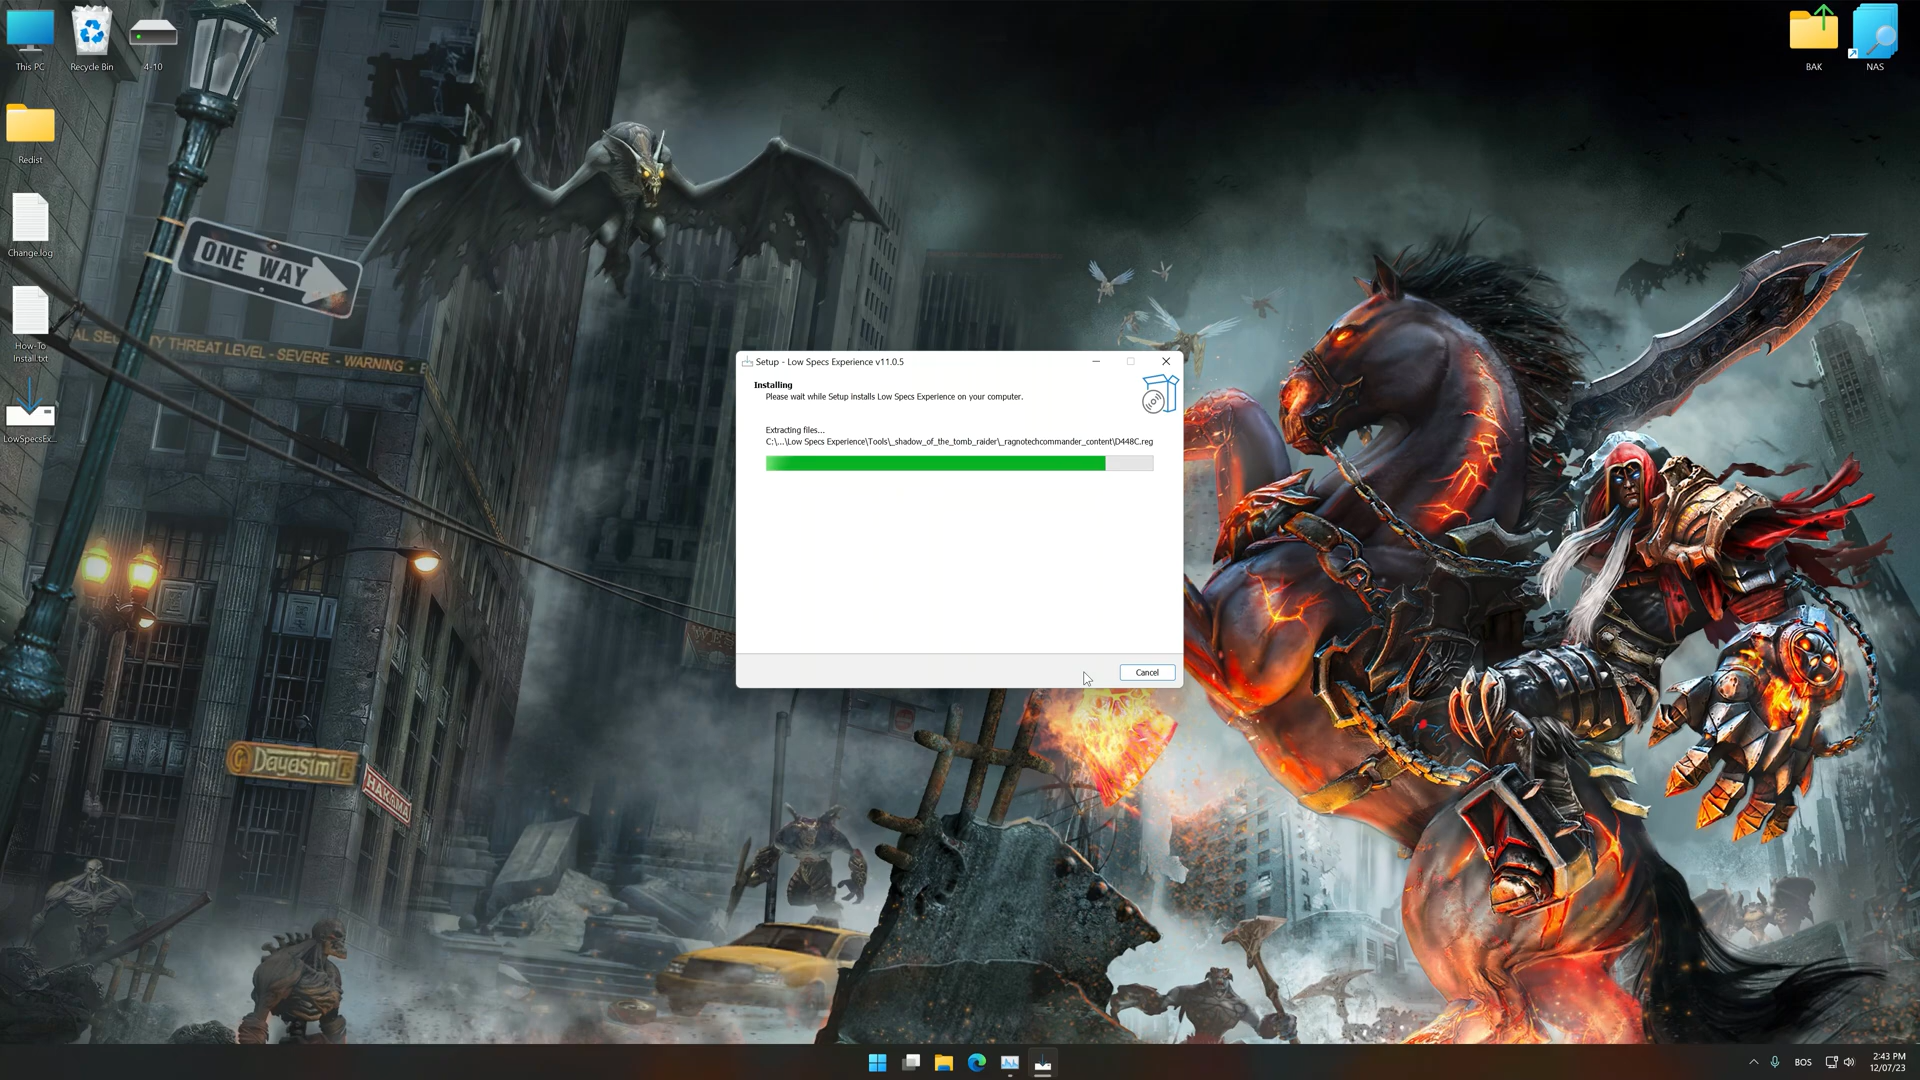 This PC
Recycle Bin
4-10
BAK
NAS
Redist
Change.log
How-To
Install.txt
LowSpecsEx...
ONE WAY
TY THREAT LEVEL - SEVERE - WARNING -
Setup - Low Specs Experience v11.0.5
Installing
Please wait while Setup installs Low Specs Experience on your computer.
Extracting files...
C:\...\Low Specs Experience\Tools\_shadow_of_the_tomb_raider\_ragnotechcommander_content\D448C.reg
Cancel
Dayasimi
HAKAMA
BOS
2:43 PM
12/07/23